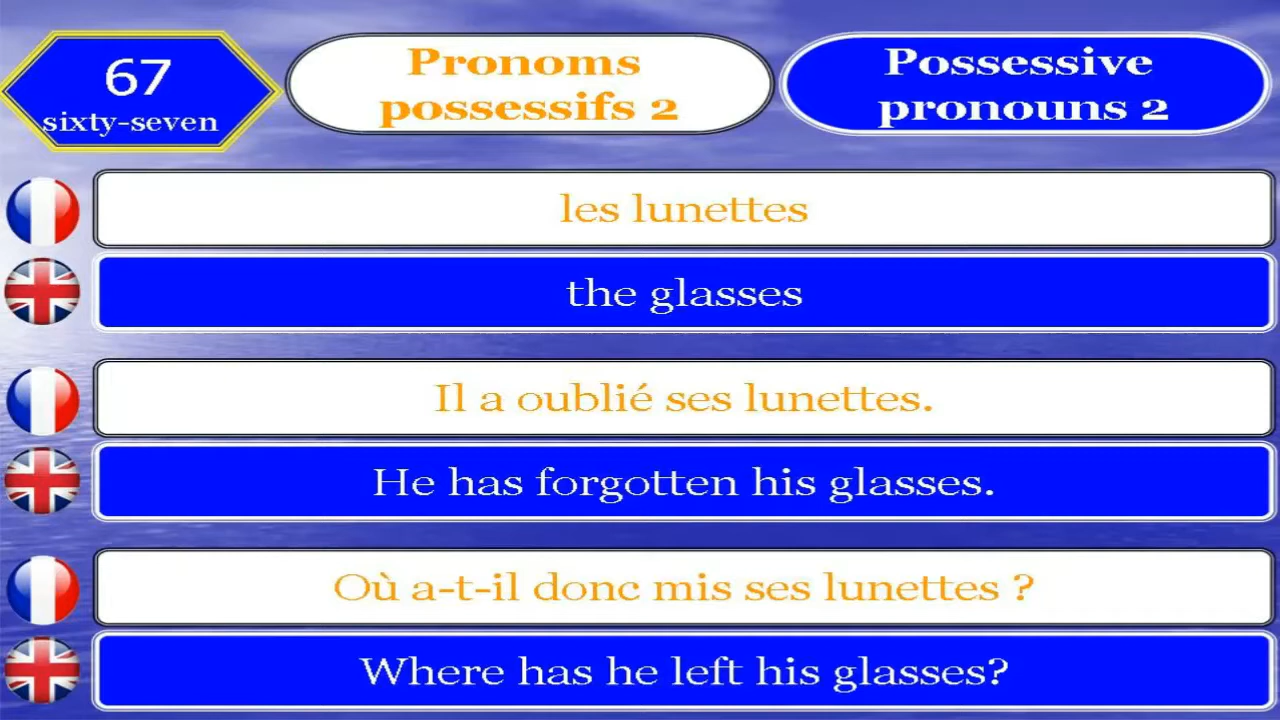 67
sixty-seven
Pronoms
possessifs 2
Possessive
pronouns 2
les lunettes
the glasses
Il a oublié ses lunettes.
He has forgotten his glasses.
Où a-t-il donc mis ses lunettes ?
Where has he left his glasses?